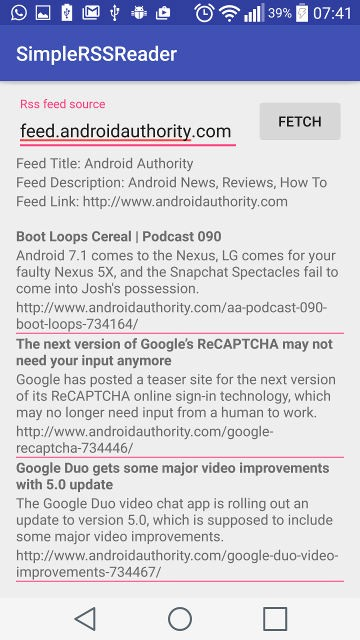 39% 07:41
SimpleRSSReader
Rss feed source
feed.androidauthority.com
FETCH
Feed Title: Android Authority
Feed Description: Android News, Reviews, How To
Feed Link: http://www.androidauthority.com
Boot Loops Cereal | Podcast 090
Android 7.1 comes to the Nexus, LG comes for your
faulty Nexus 5X, and the Snapchat Spectacles fail to
come into Josh's possession.
http://www.androidauthority.com/aa-podcast-090-
boot-loops-734164/
The next version of Google’s ReCAPTCHA may not
need your input anymore
Google has posted a teaser site for the next version
of its ReCAPTCHA online sign-in technology, which
may no longer need input from a human to work.
http://www.androidauthority.com/google-
recaptcha-734446/
Google Duo gets some major video improvements
with 5.0 update
The Google Duo video chat app is rolling out an
update to version 5.0, which is supposed to include
some major video improvements.
http://www.androidauthority.com/google-duo-video-
improvements-734467/